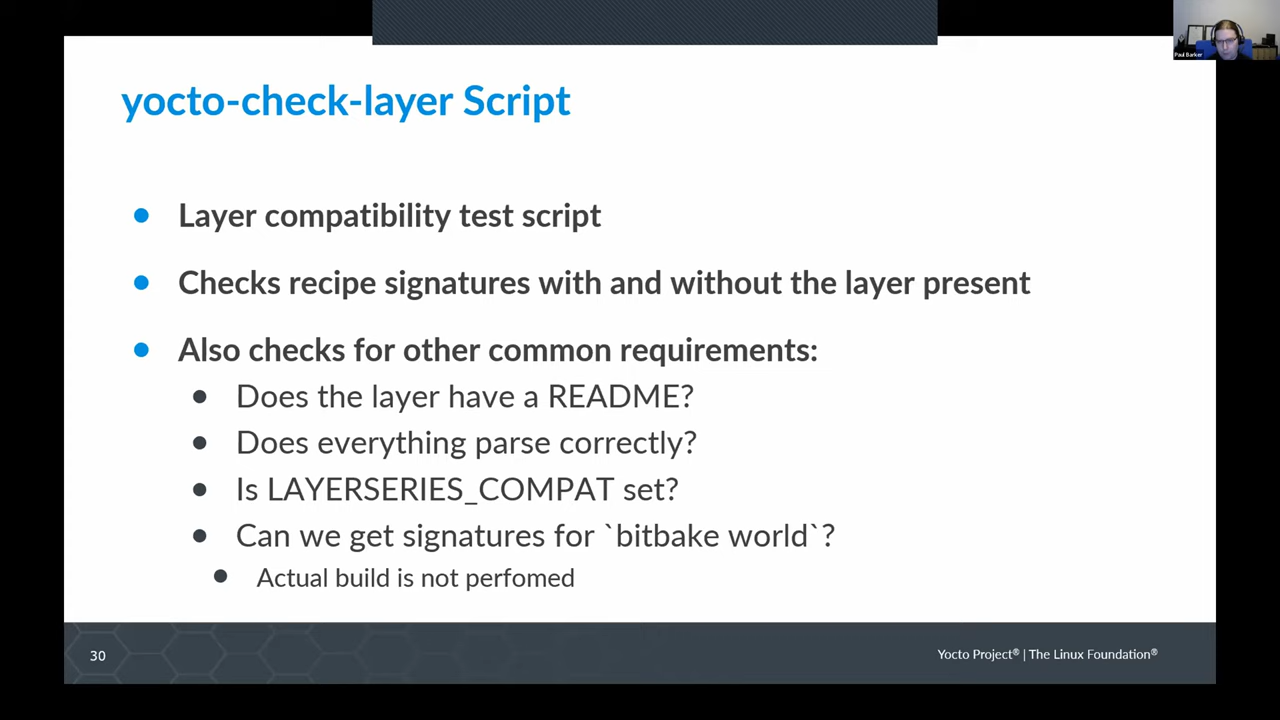 Paul Barker
yocto-check-layer Script
Layer compatibility test script
Checks recipe signatures with and without the layer present
Also checks for other common requirements:
Does the layer have a README?
Does everything parse correctly?
Is LAYERSERIES_COMPAT set?
Can we get signatures for `bitbake world`?
Actual build is not perfomed
30
Yocto Project® | The Linux Foundation®